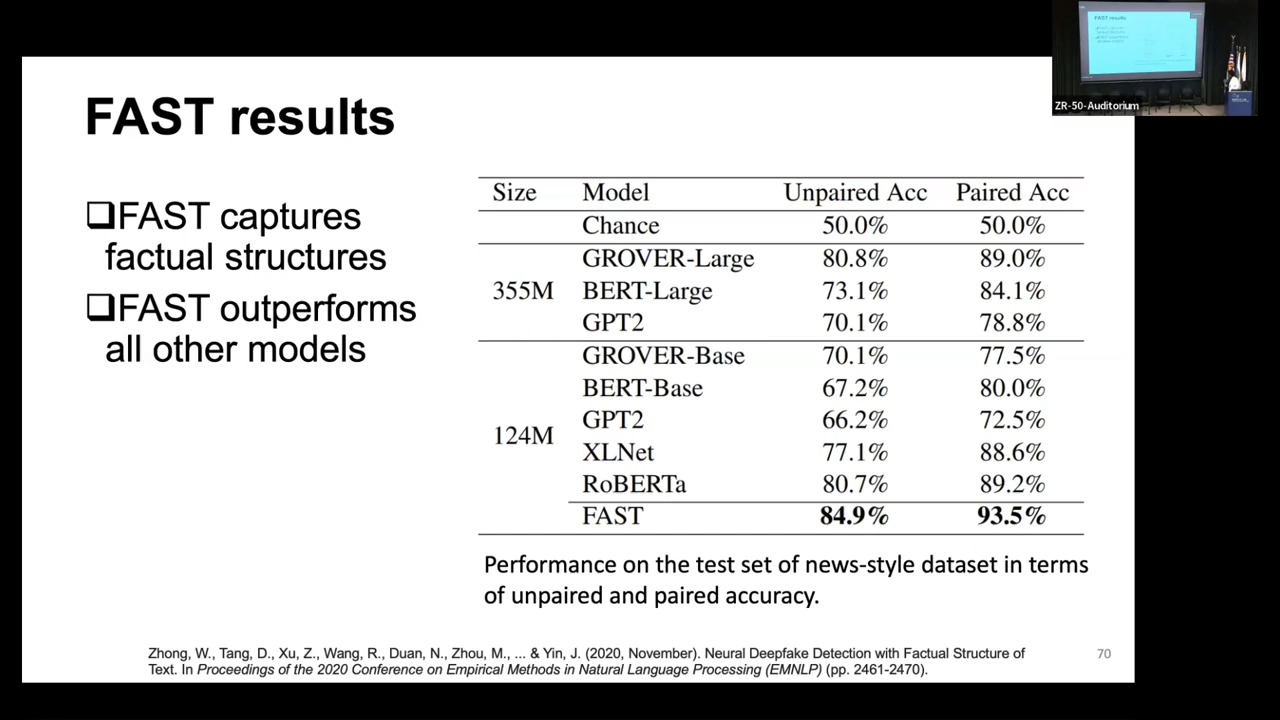 FAST results
ZR-50-Auditorium
FAST results
❑FAST captures
factual structures
❑FAST outperforms
all other models
Size Model Unpaired Acc Paired Acc
Chance 50.0% 50.0%
355M
GROVER-Large 80.8% 89.0%
BERT-Large 73.1% 84.1%
GPT2 70.1% 78.8%
124M
GROVER-Base 70.1% 77.5%
BERT-Base 67.2% 80.0%
GPT2 66.2% 72.5%
XLNet 77.1% 88.6%
RoBERTa 80.7% 89.2%
FAST 84.9% 93.5%
Performance on the test set of news-style dataset in terms
of unpaired and paired accuracy.
Zhong, W., Tang, D., Xu, Z., Wang, R., Duan, N., Zhou, M., ... & Yin, J. (2020, November). Neural Deepfake Detection with Factual Structure of
Text. In Proceedings of the 2020 Conference on Empirical Methods in Natural Language Processing (EMNLP) (pp. 2461-2470).
70